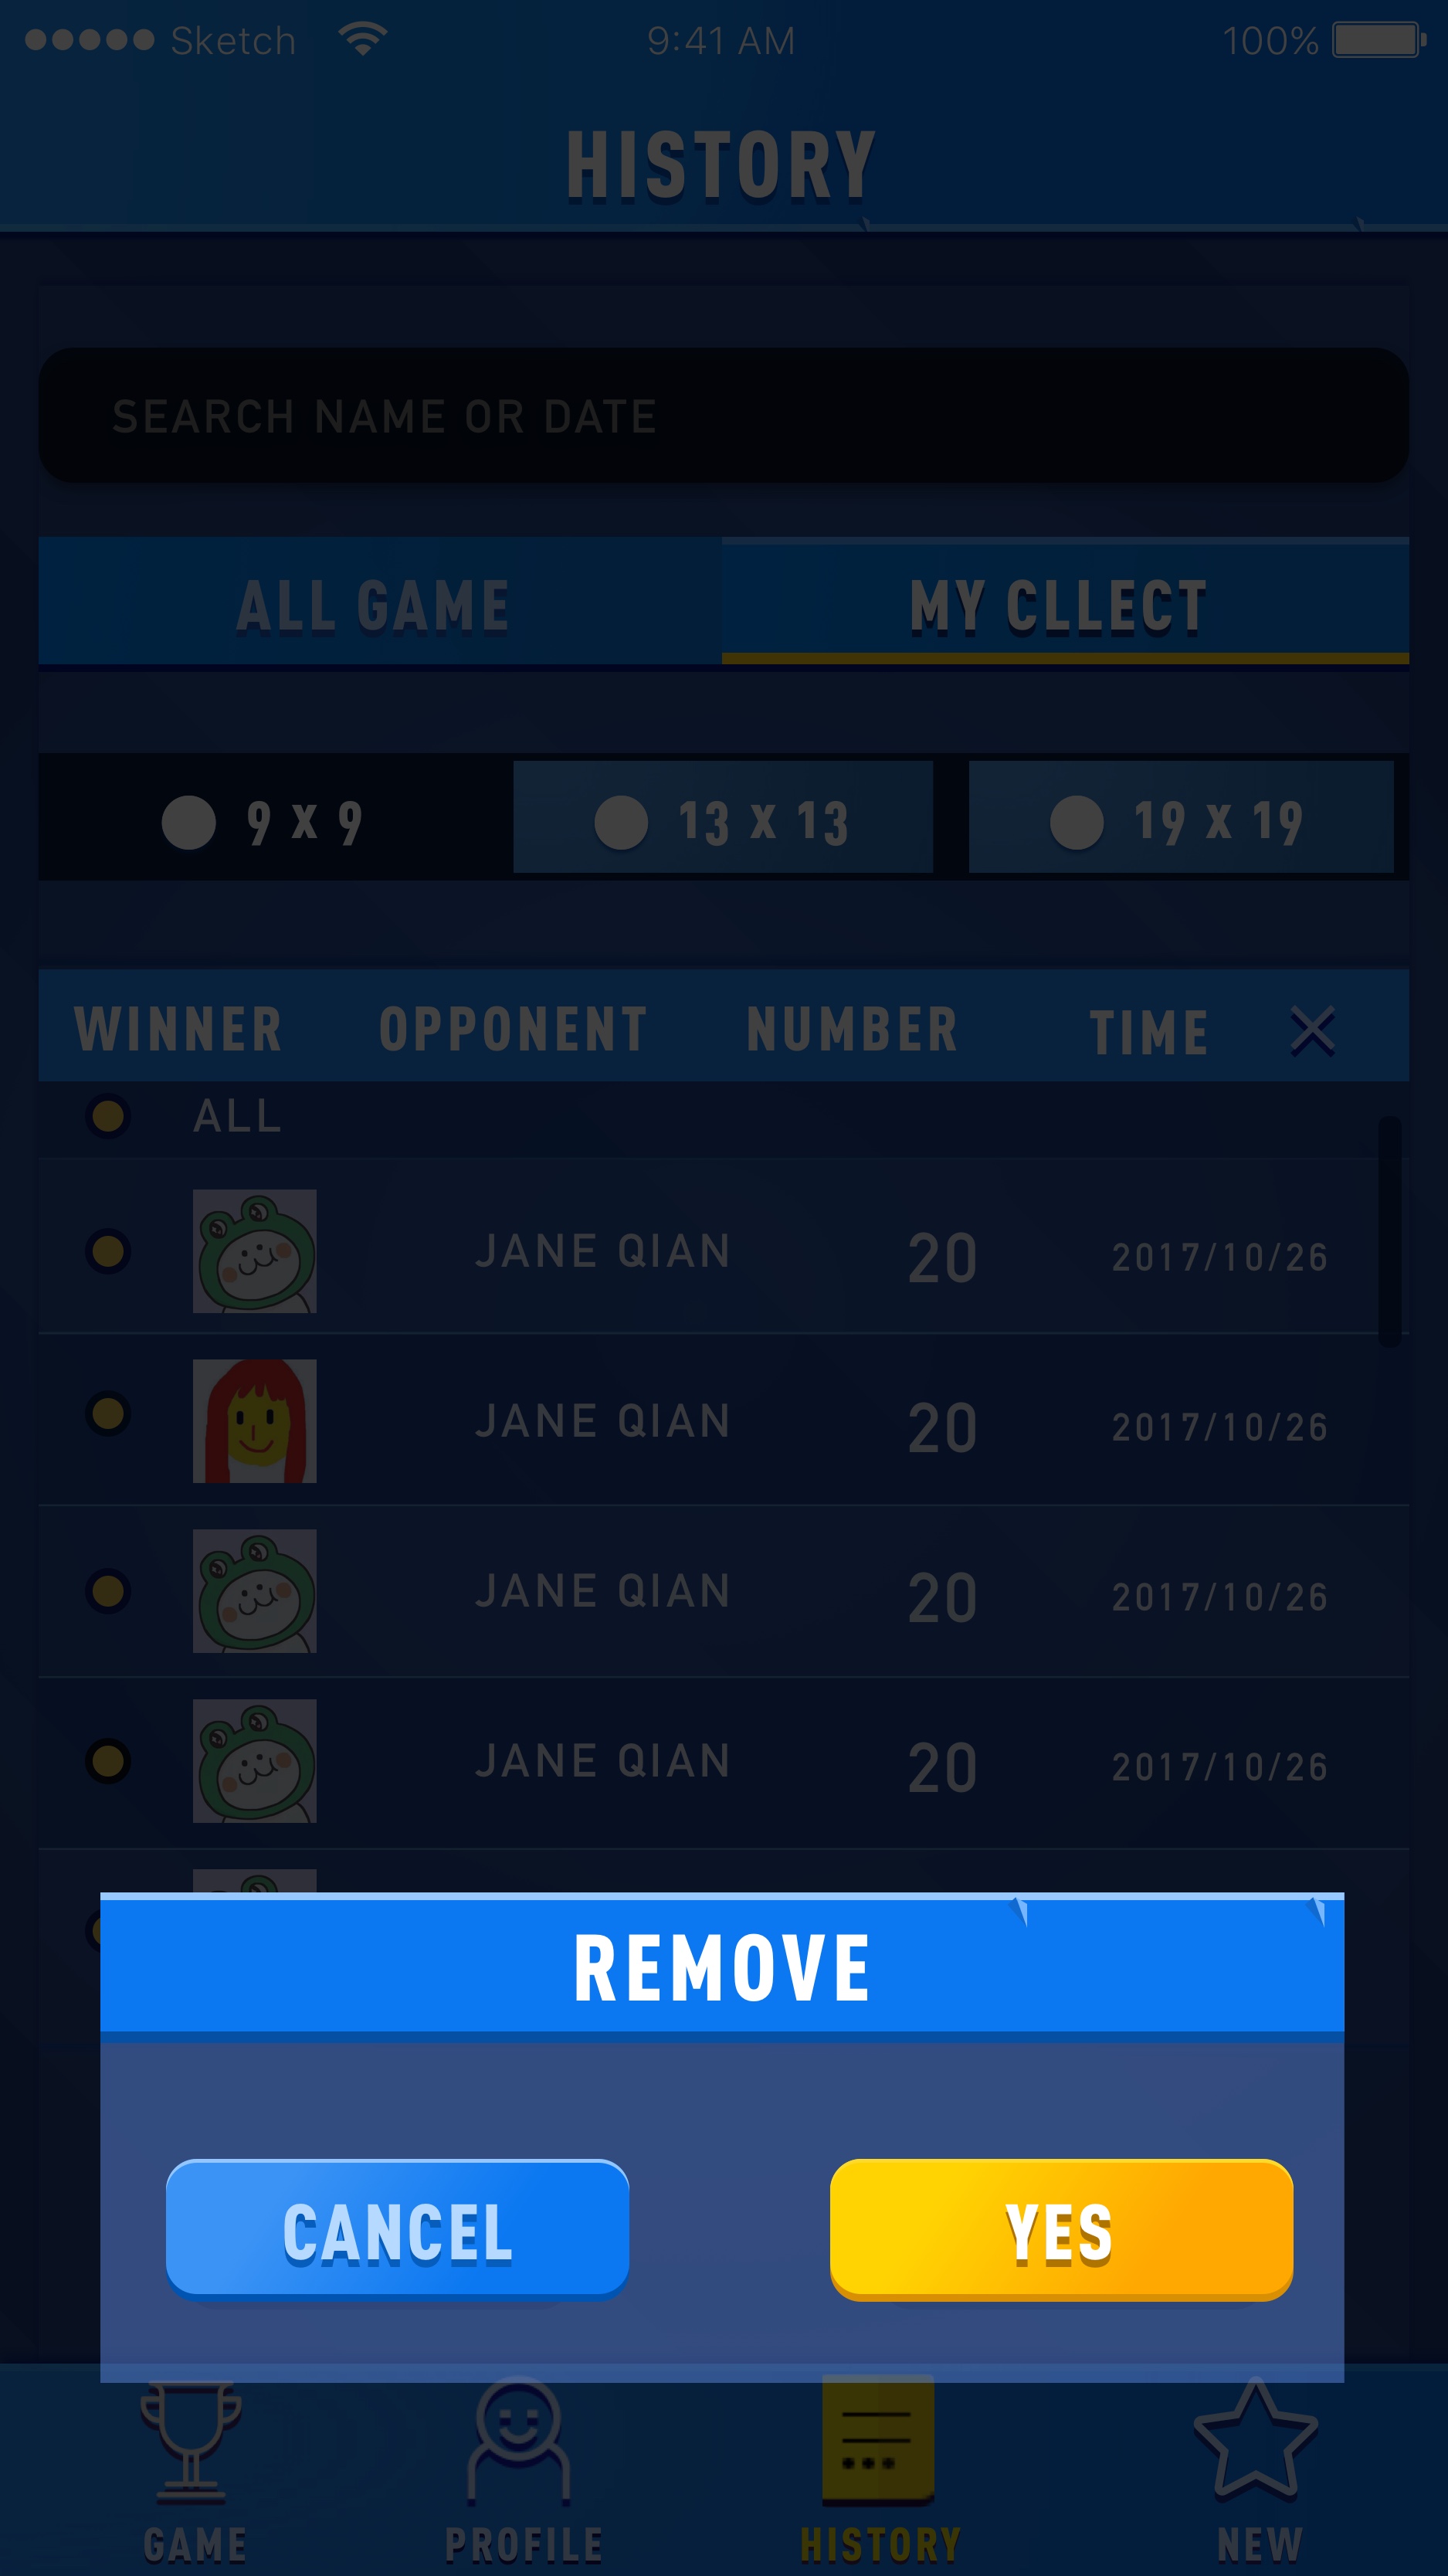 Sketch 9:41 AM 100%
HISTORY
SEARCH NAME OR DATE
ALL GAME MY CLLECT
9 X 9 13 X 13 19 X 19
WINNER OPPONENT NUMBER TIME
ALL
JANE QIAN 20 2017/10/26
JANE QIAN 20 2017/10/26
JANE QIAN 20 2017/10/26
JANE QIAN 20 2017/10/26
REMOVE
CANCEL YES
GAME PROFILE HISTORY NEW